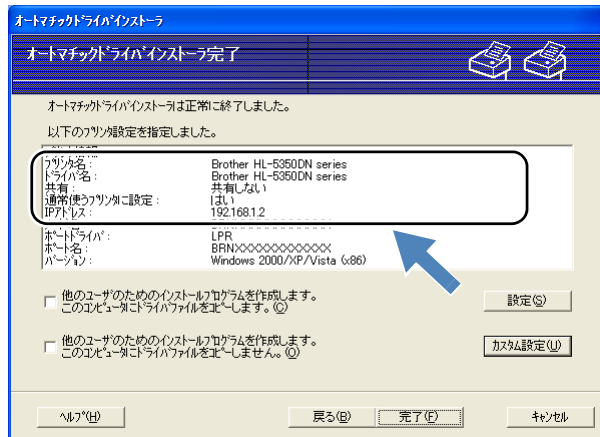 オートマチックドライバインストーラ
オートマチックドライバインストーラ完了
オートマチックドライバインストーラは正常に終了しました。
以下のプリンタ設定を指定しました。
プリンタ名： Brother HL-5350DN series
ドライバ名： Brother HL-5350DN series
共有： 共有しない
通常使うプリンタに設定： はい
IPアドレス： 192.168.1.2
ポートドライバ： LPR
ポート名： BRNXXXXXXXXXXXX
バージョン： Windows 2000/XP/Vista (x86)
他のユーザのためのインストールプログラムを作成します。
このコンピュータにドライバファイルをコピーします。(C)
設定(S)
他のユーザのためのインストールプログラムを作成します。
このコンピュータにドライバファイルをコピーしません。(O)
カスタム設定(U)
ヘルプ(H) 戻る(B) 完了(F) キャンセル